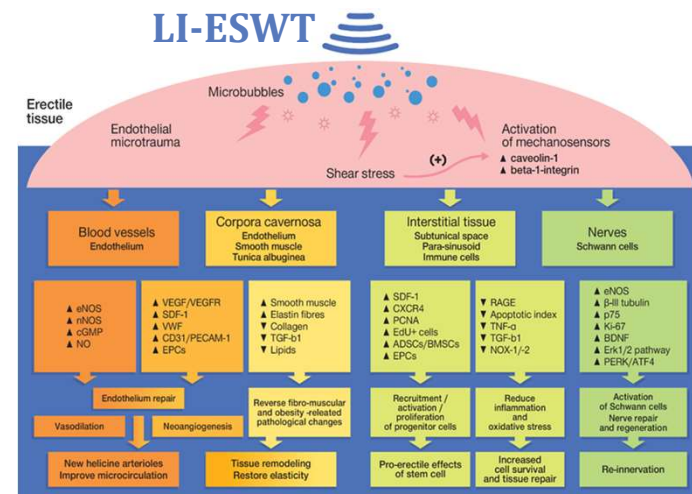 LI-ESWT
Microbubbles
Erectile
tissue
Endothelial
microtrauma
Activation
of mechanosensors
▲ caveolin-1
▲ beta-1-integrin
(+)
Shear stress
Blood vessels
Endothelium
Corpora cavernosa
Endothelium
Smooth muscle
Tunica albuginea
Interstitial tissue
Subtunical space
Para-sinusoid
Immune cells
Nerves
Schwann cells
▲ eNOS
▲ nNOS
▲ cGMP
▲ NO
▲ VEGF/VEGFR
▲ SDF-1
▲ VWF
▲ CD31/PECAM-1
▲ EPCs
▲ Smooth muscle
▲ Elastin fibres
▼ Collagen
▼ TGF-b1
▼ Lipids
▲ SDF-1
▲ CXCR4
▲ PCNA
▲ EdU+ cells
▲ ADSCs/BMSCs
▲ EPCs
▼ RAGE
▼ Apoptotic index
▼ TNF-α
▼ TGF-b1
▼ NOX-1/-2
▲ eNOS
▲ β-III tubulin
▲ p75
▲ Ki-67
▲ BDNF
▲ Erk1/2 pathway
▲ PERK/ATF4
Endothelium repair
Vasodilation
Neoangiogenesis
Reverse fibro-muscular
and obesity -releated
pathological changes
Recruitment /
activation /
proliferation
of progenitor cells
Reduce
inflammation
and
oxidative stress
Activation
of Schwann cells
Nerve repair
and regeneration
New helicine arterioles
Improve microcirculation
Tissue remodeling
Restore elasticity
Pro-erectile effects
of stem cell
Increased
cell survival
and tissue repair
Re-innervation